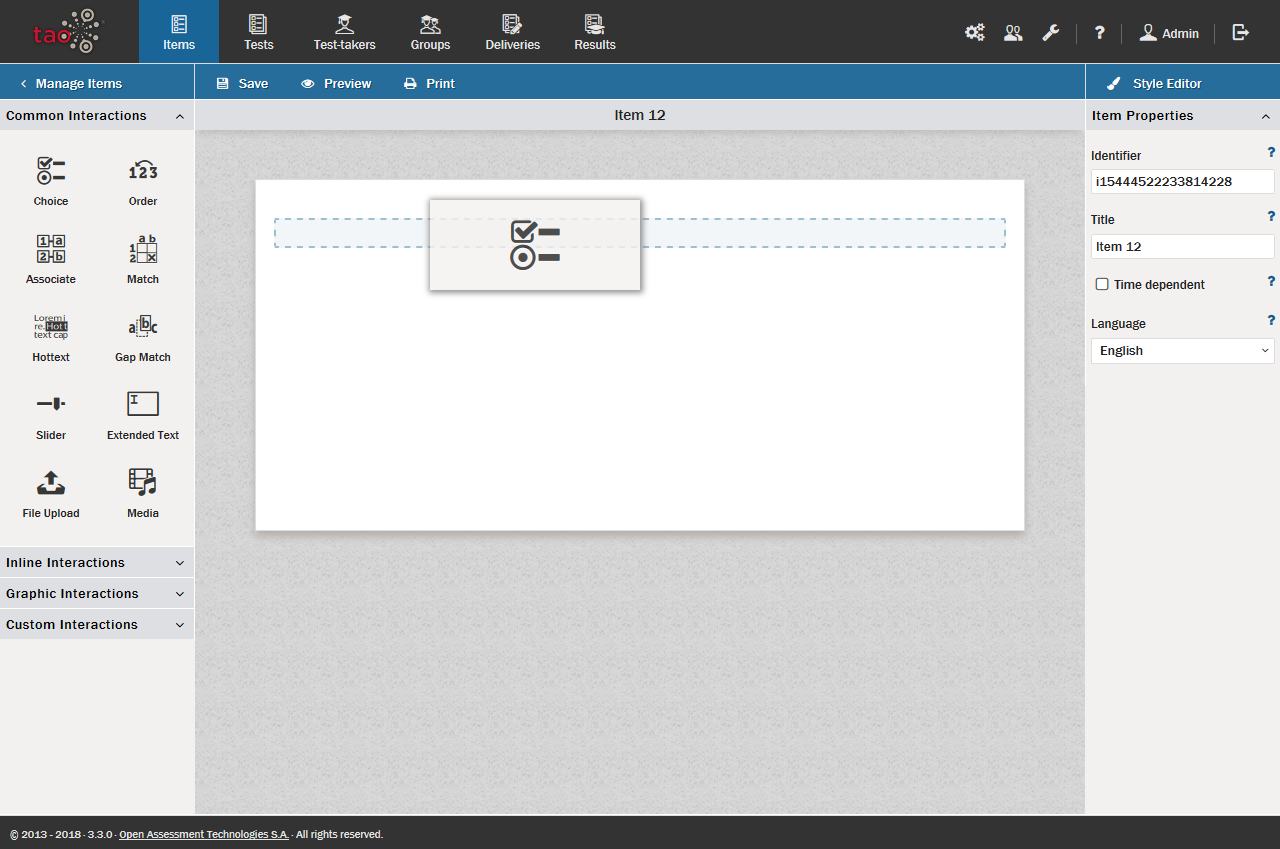 tao
Items
Tests
Test-takers
Groups
Deliveries
Results
?
Admin
Manage Items
Save
Preview
Print
Style Editor
Common Interactions
Item 12
Item Properties
Choice
1 2 3
Order
1-a
2-b
Associate
a b
1
2 x
Match
Lorem i
re. Hot t
text cap
Hottext
a b c
Gap Match
Slider
I
Extended Text
File Upload
Media
Inline Interactions
Graphic Interactions
Custom Interactions
Identifier ?
i15444522233814228
Title ?
Item 12
Time dependent ?
Language ?
English
© 2013 - 2018 · 3.3.0 · Open Assessment Technologies S.A. · All rights reserved.